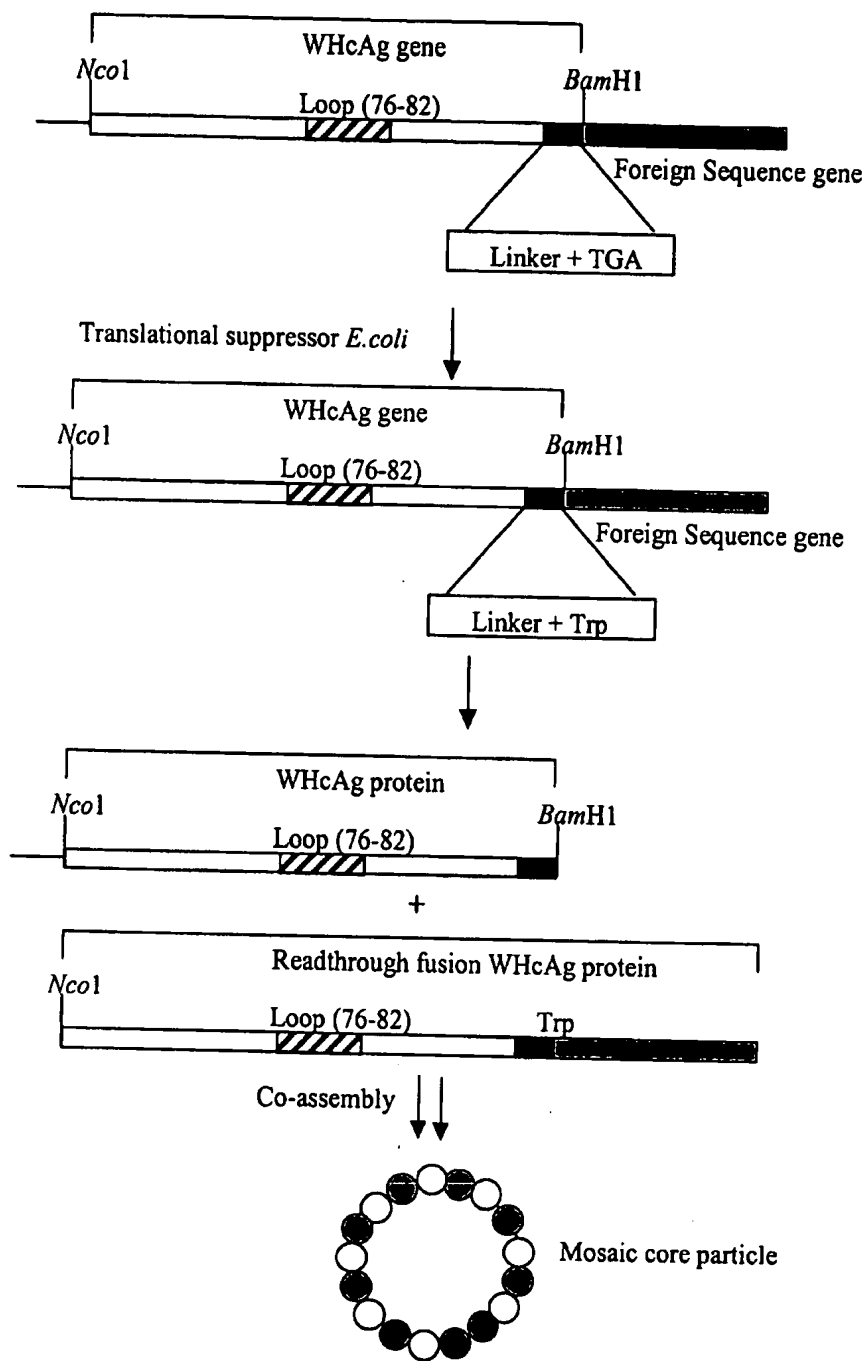 WHcAg gene
Nco1
BamH1
Loop (76-82)
Foreign Sequence gene
Linker + TGA
Translational suppressor E.coli
WHcAg gene
Nco1
BamH1
Loop (76-82)
Foreign Sequence gene
Linker + Trp
WHcAg protein
Nco1
BamH1
Loop (76-82)
+
Readthrough fusion WHcAg protein
Nco1
Loop (76-82)
Trp
Co-assembly
Mosaic core particle